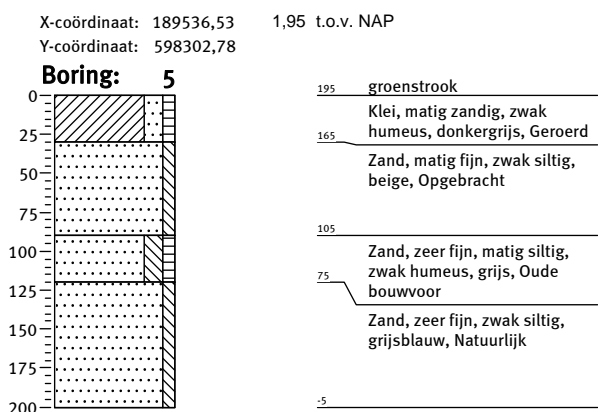 X-coördinaat: 189536,53 1,95 t.o.v. NAP
Y-coördinaat: 598302,78
Boring: 5
0
25
50
75
100
125
150
175
200
195 groenstrook
Klei, matig zandig, zwak
humeus, donkergrijs, Geroerd
165
Zand, matig fijn, zwak siltig,
beige, Opgebracht
105
Zand, zeer fijn, matig siltig,
zwak humeus, grijs, Oude
bouwvoor
75
Zand, zeer fijn, zwak siltig,
grijsblauw, Natuurlijk
-5